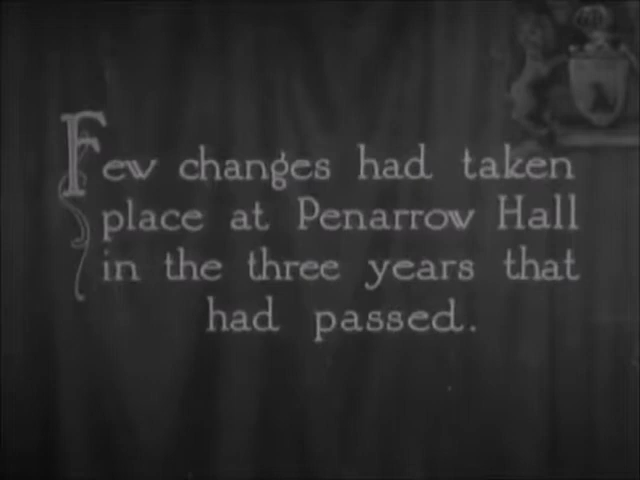 Few changes had taken
place at Penarrow Hall
in the three years that
had passed.